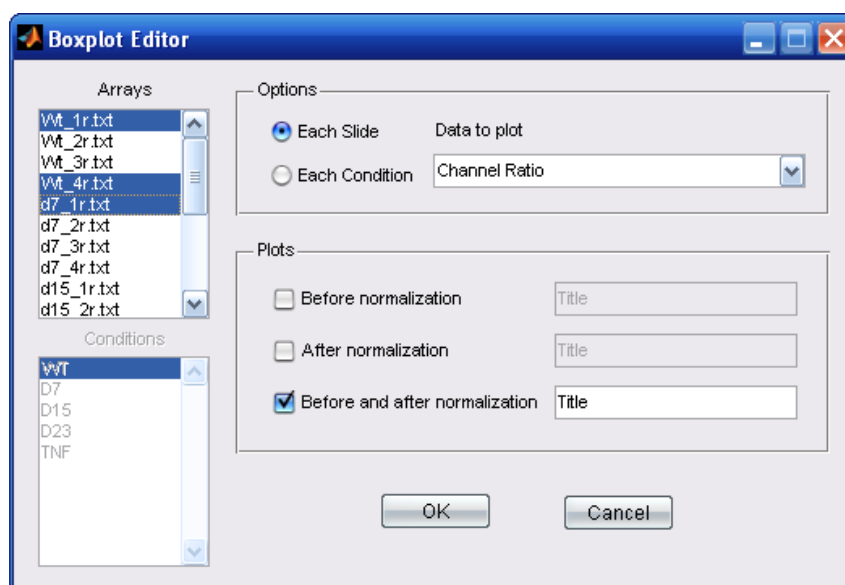 Boxplot Editor
Arrays
Wt_1r.txt
Wt_2r.txt
Wt_3r.txt
Wt_4r.txt
d7_1r.txt
d7_2r.txt
d7_3r.txt
d7_4r.txt
d15_1r.txt
d15_2r.txt
Conditions
WT
D7
D15
D23
TNF
Options
Each Slide
Data to plot
Each Condition
Channel Ratio
Plots
Before normalization
Title
After normalization
Title
Before and after normalization
Title
OK
Cancel